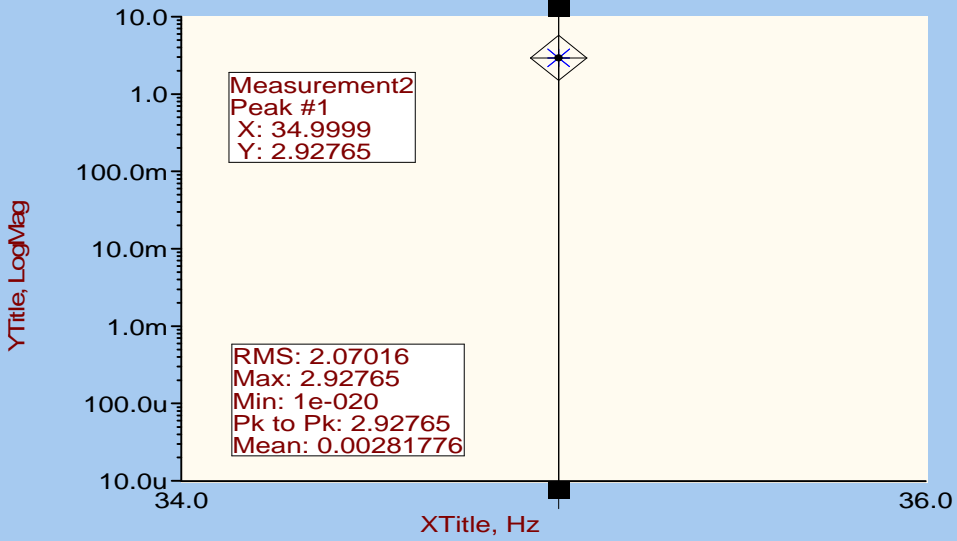 10.0
1.0
100.0m
10.0m
1.0m
100.0u
10.0u
YTitle, LogMag
Measurement2
Peak #1
X: 34.9999
Y: 2.92765
RMS: 2.07016
Max: 2.92765
Min: 1e-020
Pk to Pk: 2.92765
Mean: 0.00281776
34.0
36.0
XTitle, Hz